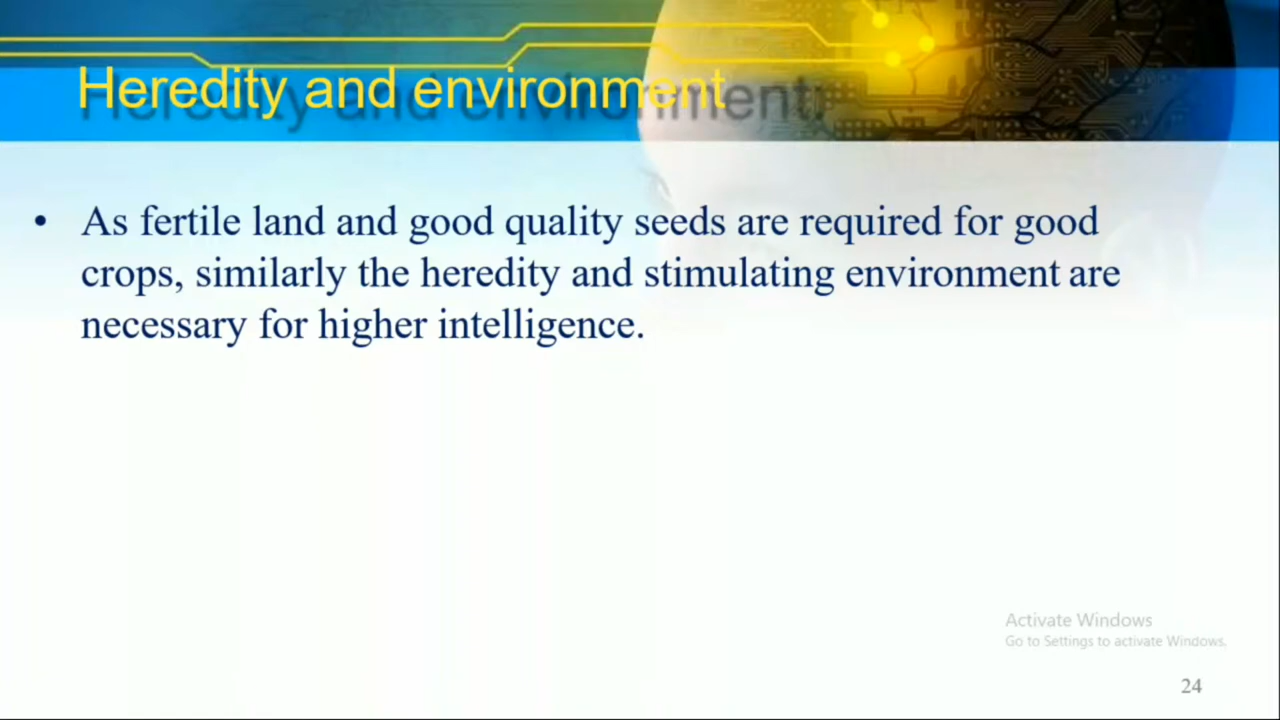 Heredity and environment
• As fertile land and good quality seeds are required for good
crops, similarly the heredity and stimulating environment are
necessary for higher intelligence.
Activate Windows
Go to Settings to activate Windows.
24